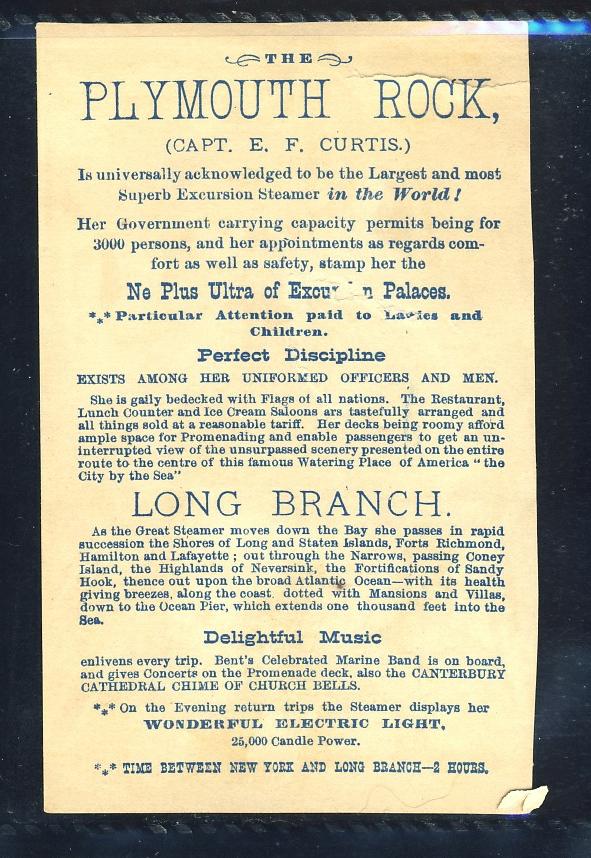 THE
PLYMOUTH ROCK,
(CAPT. E. F. CURTIS.)
Is universally acknowledged to be the Largest and most
Superb Excursion Steamer in the World!
Her Government carrying capacity permits being for
3000 persons, and her appointments as regards com-
fort as well as safety, stamp her the
Ne Plus Ultra of Palaces.
*** Particular Attention paid to Ladies and
Children.
Perfect Discipline
EXISTS AMONG HER UNIFORMED OFFICERS AND MEN.
She is gaily bedecked with Flags of all nations. The Restaurant,
Lunch Counter and Ice Cream Saloons ars tastefully arranged and
all things sold at a reasonable tariff. Her decks being roomy afford
ample space for Promenading and enable passengers to get an un-
interrupted view of the unsurpassed scenery presented on the entire
route to the centre of this famous Watering Place of America "the
City by the Sea"
LONG BRANCH.
As the Great Steamer moves down the Bay she passes in rapid
succession the Shores of Long and Staten Islands, Forts Richmond,
Hamilton and Lafayette; out through the Narrows, passing Coney
Island, the Highlands of Neversink, the Fortifications of Sandy
Hook, thence out upon the broad Atlantic Ocean—with its health
giving breezes, along the coast. dotted with Mansions and Villas,
down to the Ocean Pier, which extends one thousand feet into the
Sea.
Delightful Music
enlivens every trip. Bent's Celebrated Marine Band is on board,
and gives Concerts on the Promenade deck, also the CANTERBURY
CATHEDRAL CHIME OF CHURCH BELLS.
*** On the Evening return trips the Steamer displays her
WONDERFUL ELECTRIC LIGHT,
25,000 Candle Power.
*** TIME BETWEEN NEW YORK AND LONG BRANCH—2 HOURS.